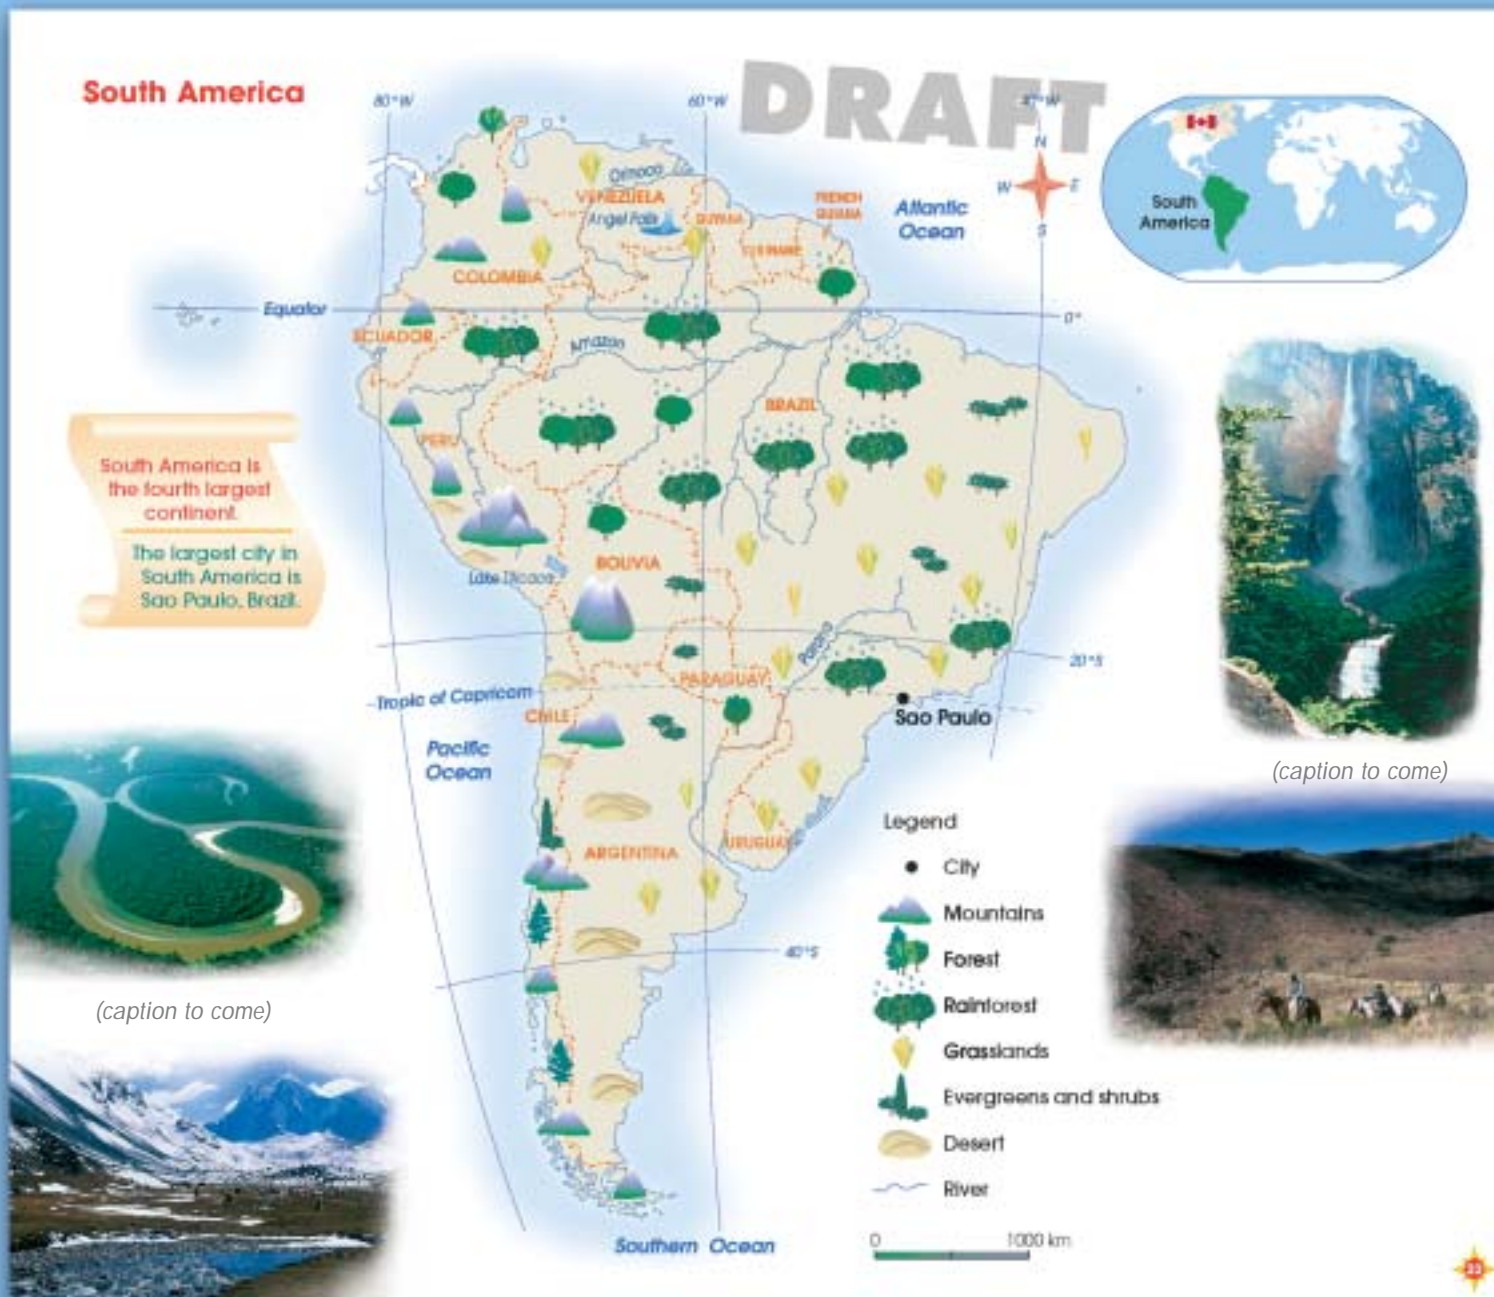 South America
DRAFT
80°W
60°W
40°W
N
W
E
S
South
America
Atlantic
Ocean
Orinoco
VENEZUELA
Angel Falls
GUYANA
SURINAME
FRENCH
GUIANA
COLOMBIA
Equator
0°
ECUADOR
Amazon
BRAZIL
PERU
South America is
the fourth largest
continent.
The largest city in
South America is
Sao Paulo, Brazil.
BOLIVIA
Lake Titicaca
Parana
20°S
PARAGUAY
Tropic of Capricorn
CHILE
Sao Paulo
Pacific
Ocean
(caption to come)
URUGUAY
ARGENTINA
40°S
Legend
City
Mountains
Forest
Rainforest
Grasslands
Evergreens and shrubs
Desert
River
0
1000 km
(caption to come)
Southern Ocean
33